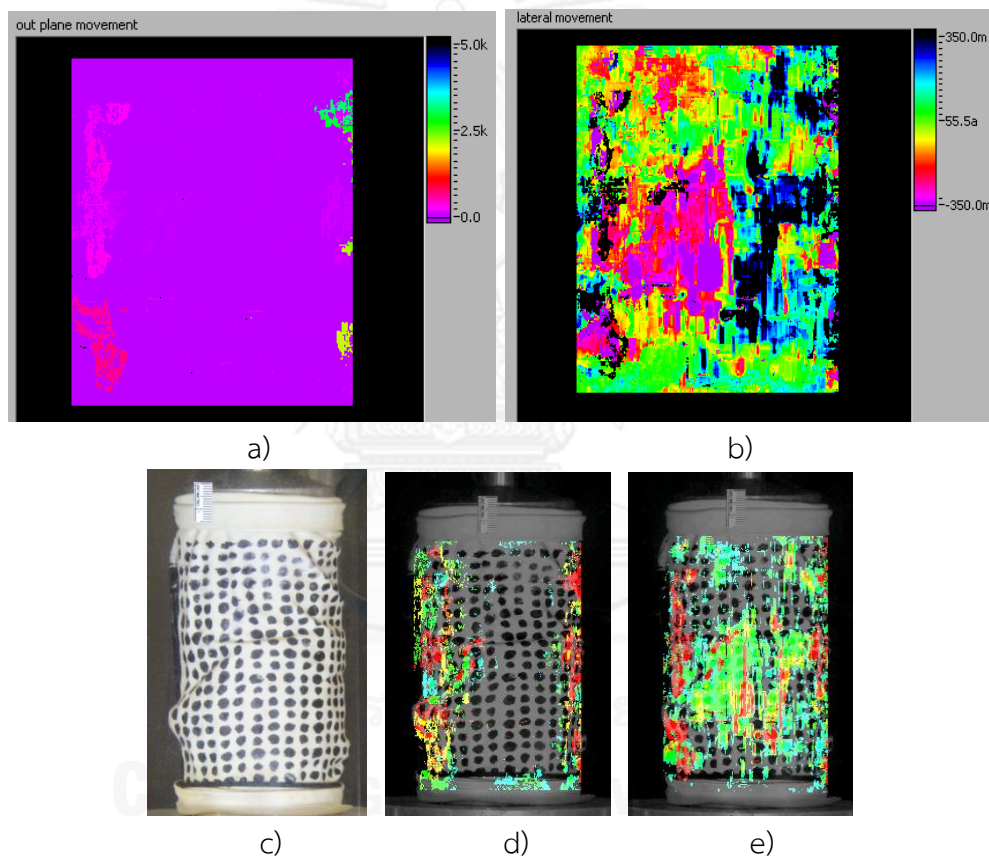 out plane movement
5.0k
2.5k
0.0
lateral movement
350.0m
55.5a
-350.0m
a)
b)
c)
d)
e)